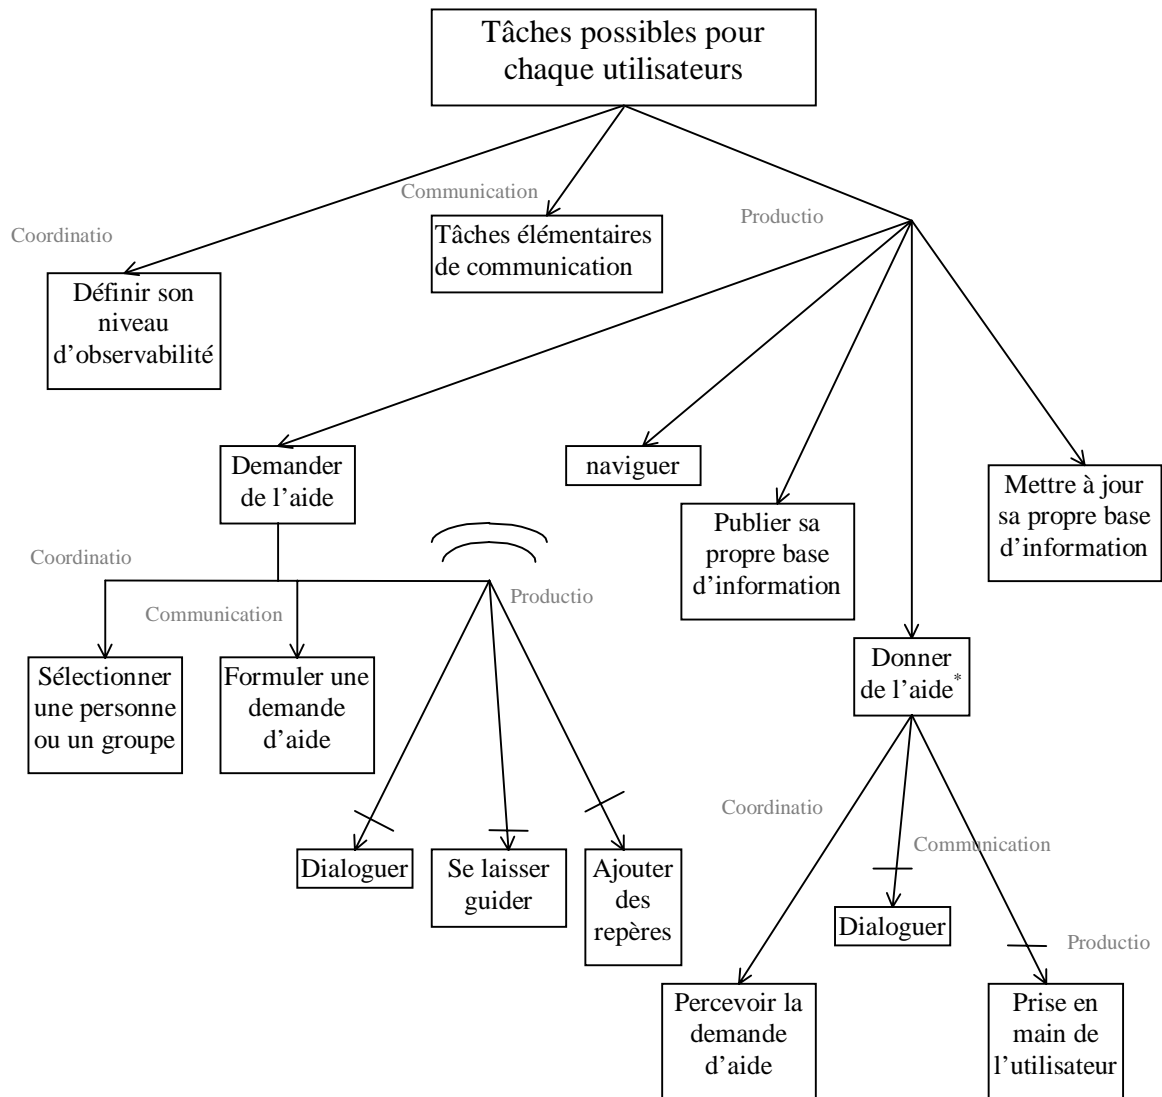 Tâches possibles pour
chaque utilisateurs
Communication
Productio
Coordinatio
Tâches élémentaires
de communication
Définir son
niveau
d’observabilité
Demander
de l’aide
naviguer
Publier sa
propre base
d’information
Mettre à jour
sa propre base
d’information
Coordinatio
Communication
Productio
Sélectionner
une personne
ou un groupe
Formuler une
demande
d’aide
Donner
de l’aide*
Dialoguer
Se laisser
guider
Ajouter
des
repères
Coordinatio
Communication
Dialoguer
Productio
Percevoir la
demande
d’aide
Prise en
main de
l’utilisateur